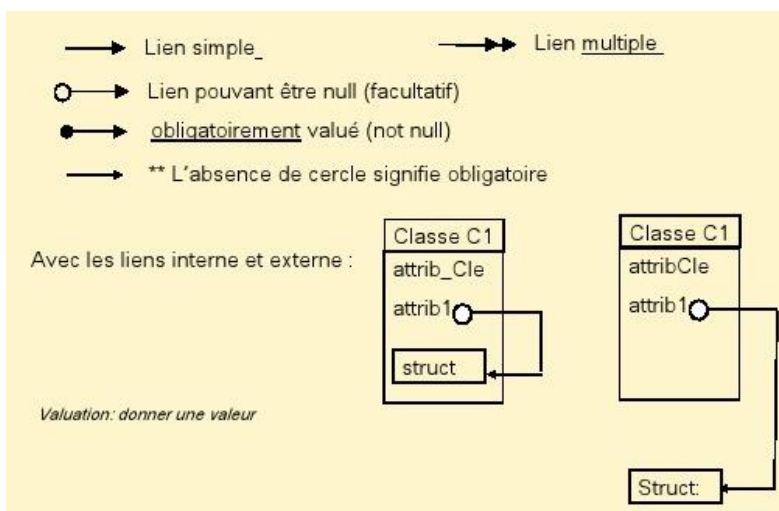 Lien simple_
Lien multiple
Lien pouvant être null (facultatif)
obligatoirement valué (not null)
** L'absence de cercle signifie obligatoire
Avec les liens interne et externe :
Classe C1
attrib_Cle
attrib1
struct
Classe C1
attribCle
attrib1
Struct:
Valuation: donner une valeur